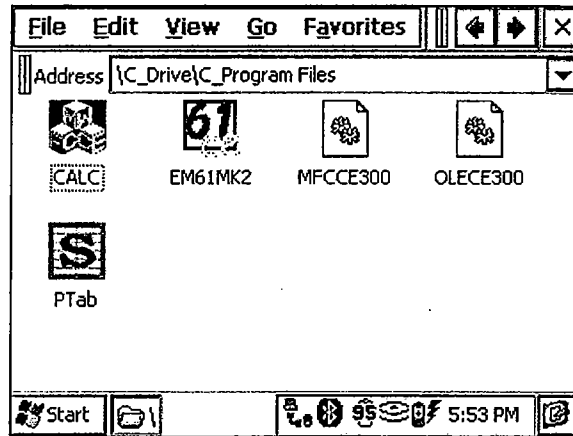 File Edit View Go Favorites
Address \C_Drive\C_Program Files
61
CALC EM61MK2 MFCCE300 OLECE300
S
PTab
Start \ 95 5:53 PM